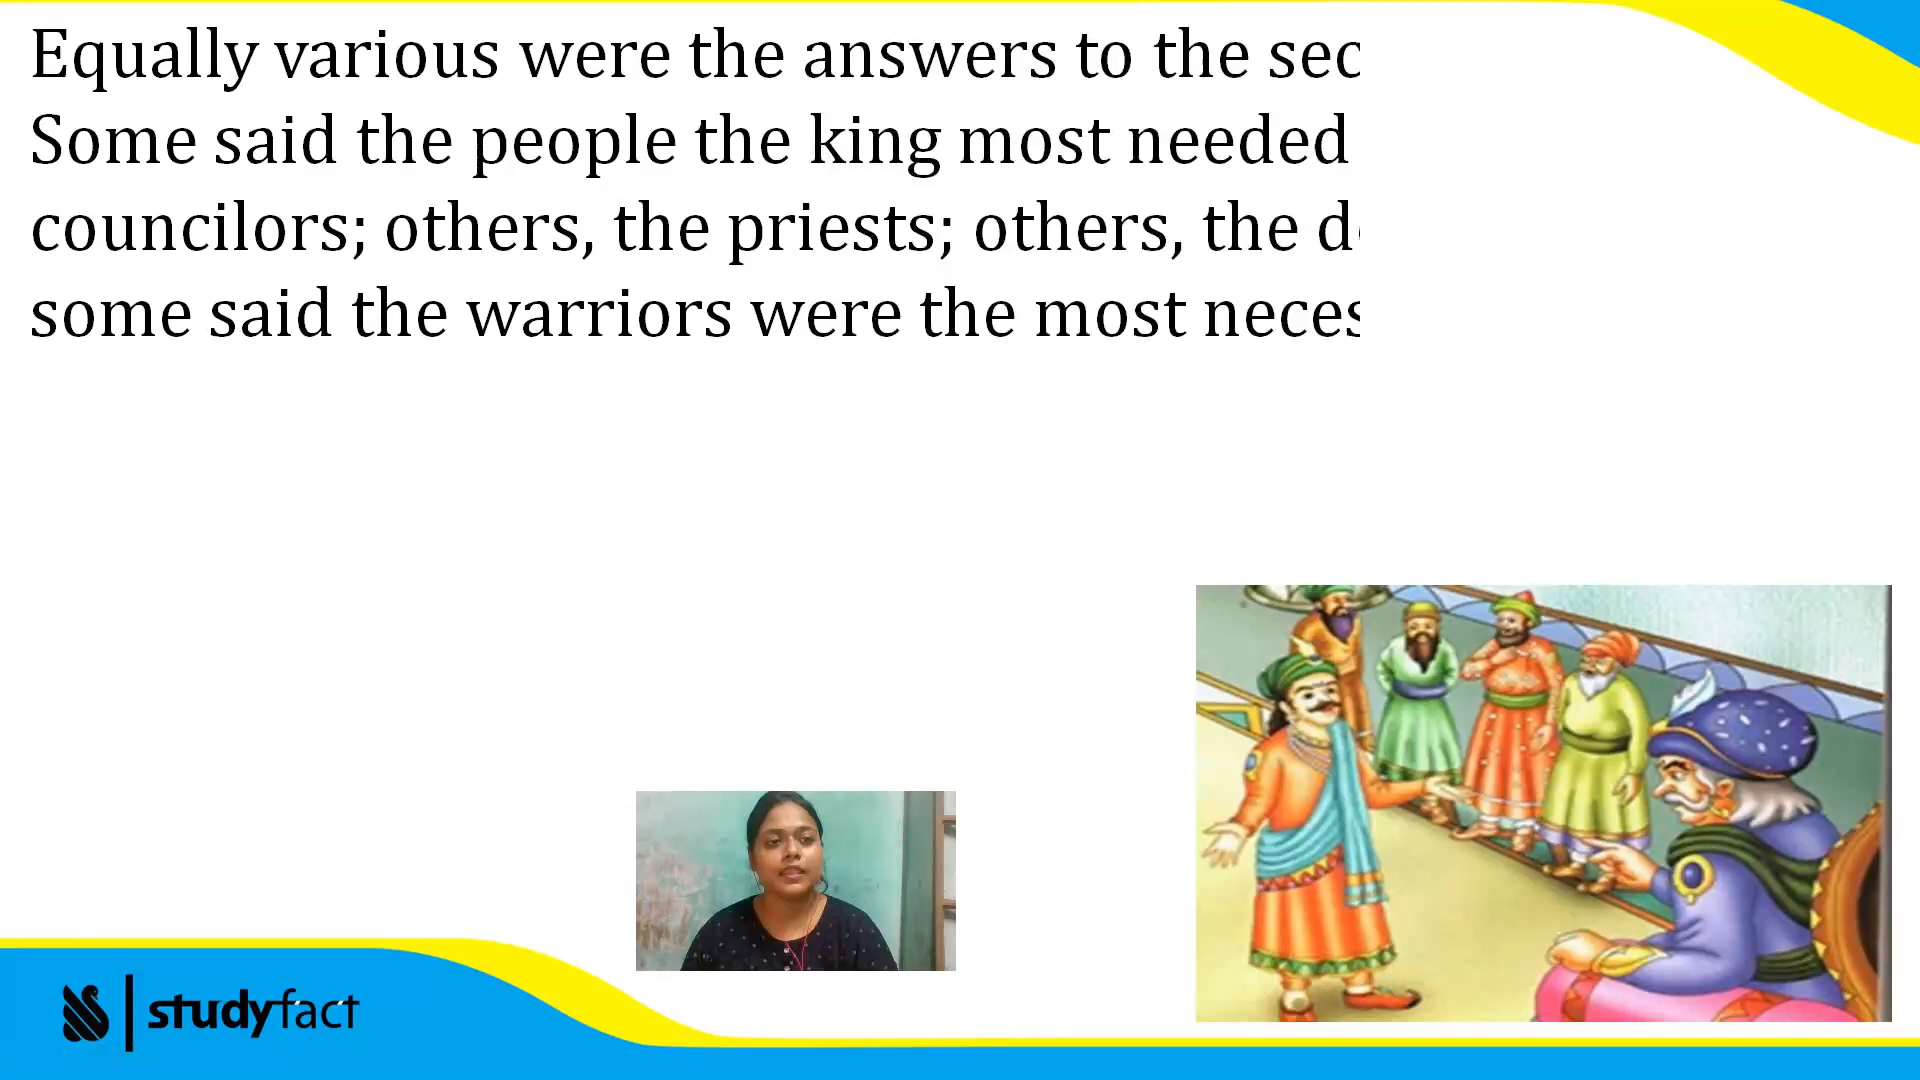 Equally various were the answers to the sec
Some said the people the king most needed
councilors; others, the priests; others, the d
some said the warriors were the most neces
studyfact